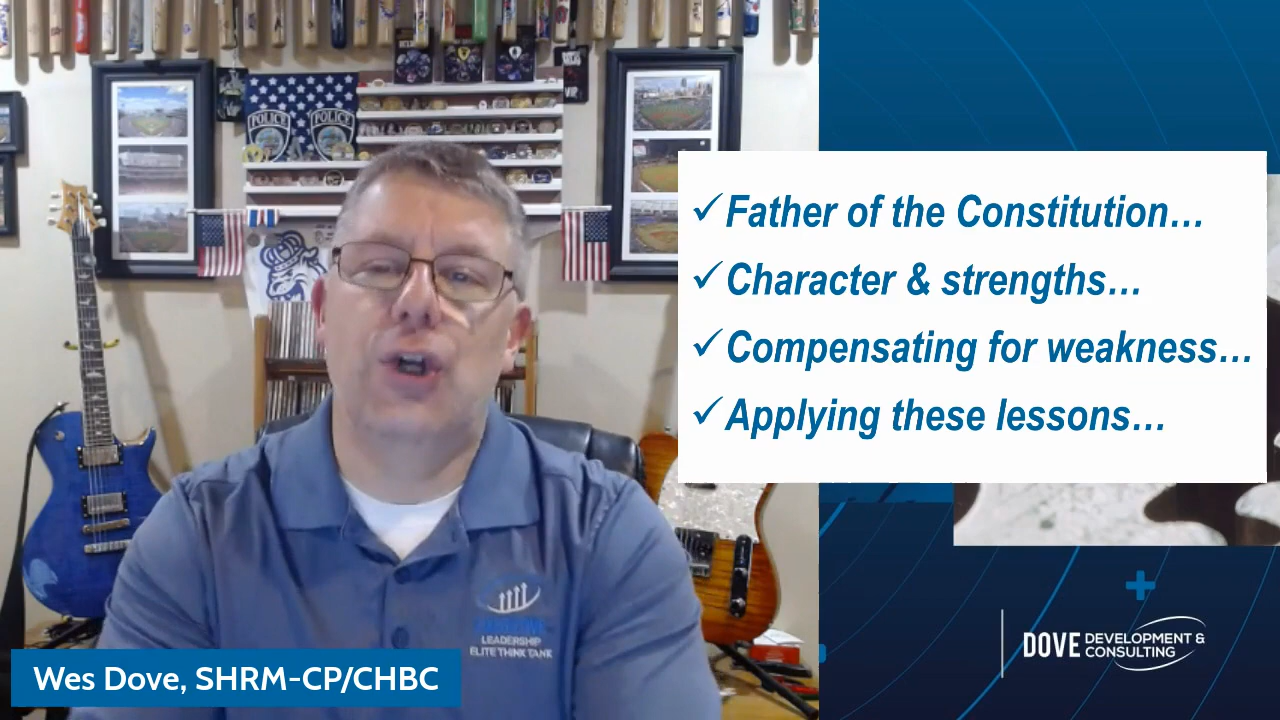 POLICE POLICE
✓Father of the Constitution…
✓Character & strengths…
✓Compensating for weakness…
✓Applying these lessons…
LEADERSHIP
ELITE THINK TANK
DOVE DEVELOPMENT &
CONSULTING
Wes Dove, SHRM-CP/CHBC